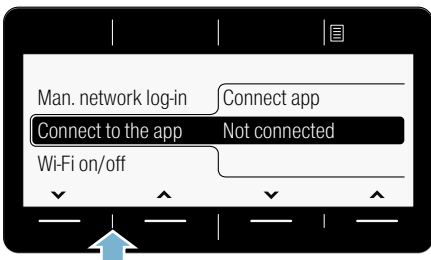 Man. network log-in
Connect app
Connect to the app
Not connected
Wi-Fi on/off